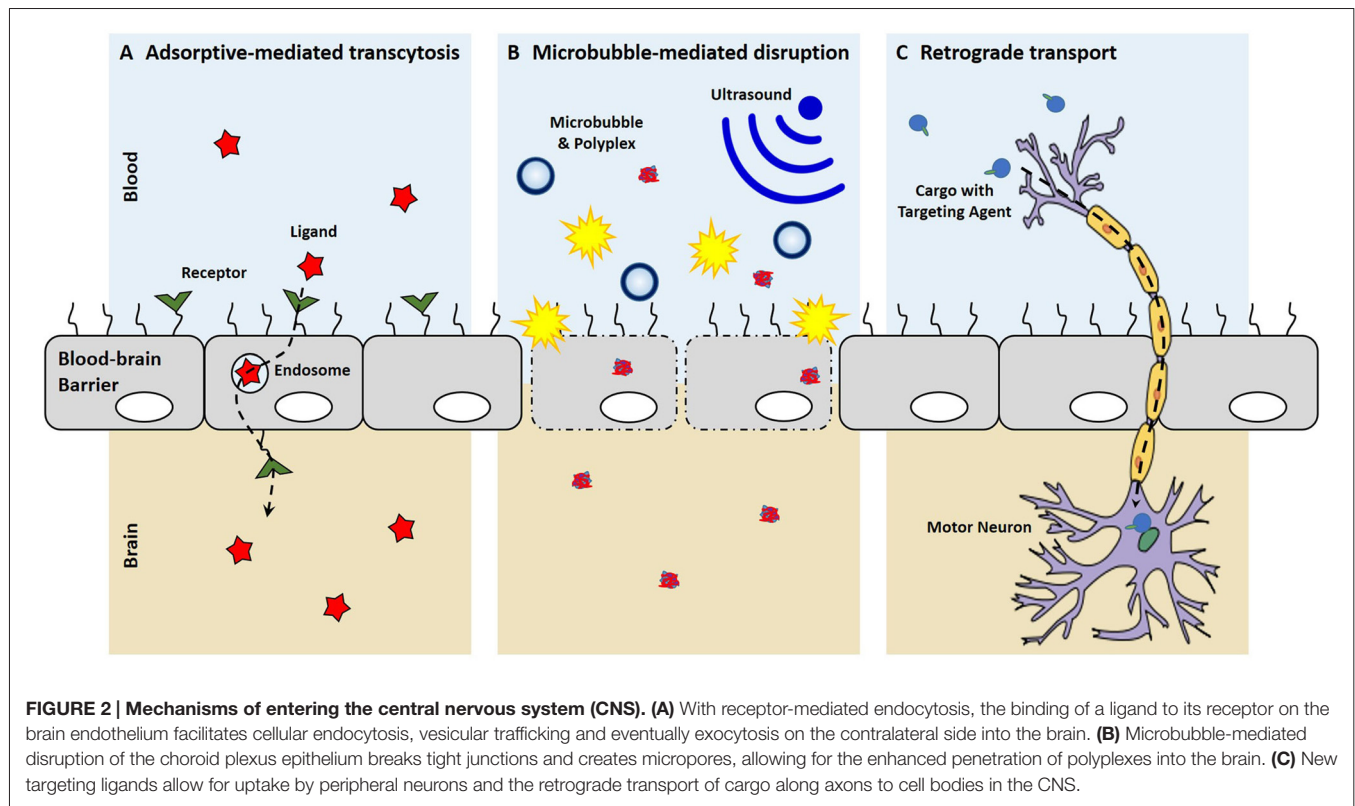 A Adsorptive-mediated transcytosis
Blood
Ligand
Receptor
Blood-brain
Barrier
Endosome
Brain
B Microbubble-mediated disruption
Ultrasound
Microbubble
& Polyplex
C Retrograde transport
Cargo with
Targeting Agent
Motor Neuron
FIGURE 2 | Mechanisms of entering the central nervous system (CNS). (A) With receptor-mediated endocytosis, the binding of a ligand to its receptor on the
brain endothelium facilitates cellular endocytosis, vesicular trafficking and eventually exocytosis on the contralateral side into the brain. (B) Microbubble-mediated
disruption of the choroid plexus epithelium breaks tight junctions and creates micropores, allowing for the enhanced penetration of polyplexes into the brain. (C) New
targeting ligands allow for uptake by peripheral neurons and the retrograde transport of cargo along axons to cell bodies in the CNS.